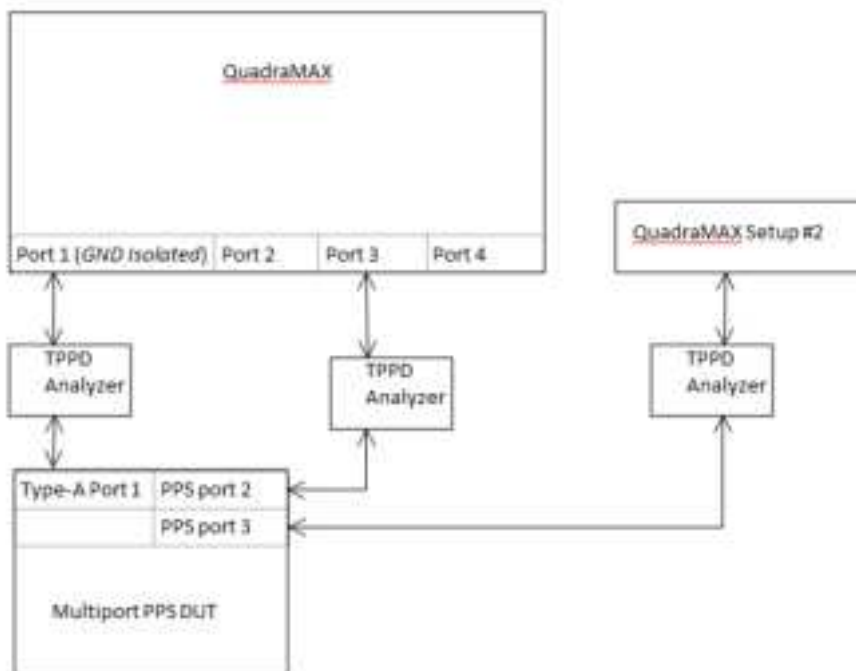 QuadraMAX
Port 1 (GND Isolated) Port 2 Port 3 Port 4
QuadraMAX Setup #2
TPPD
Analyzer
TPPD
Analyzer
TPPD
Analyzer
Type-A Port 1 PPS port 2
PPS port 3
Multiport PPS DUT